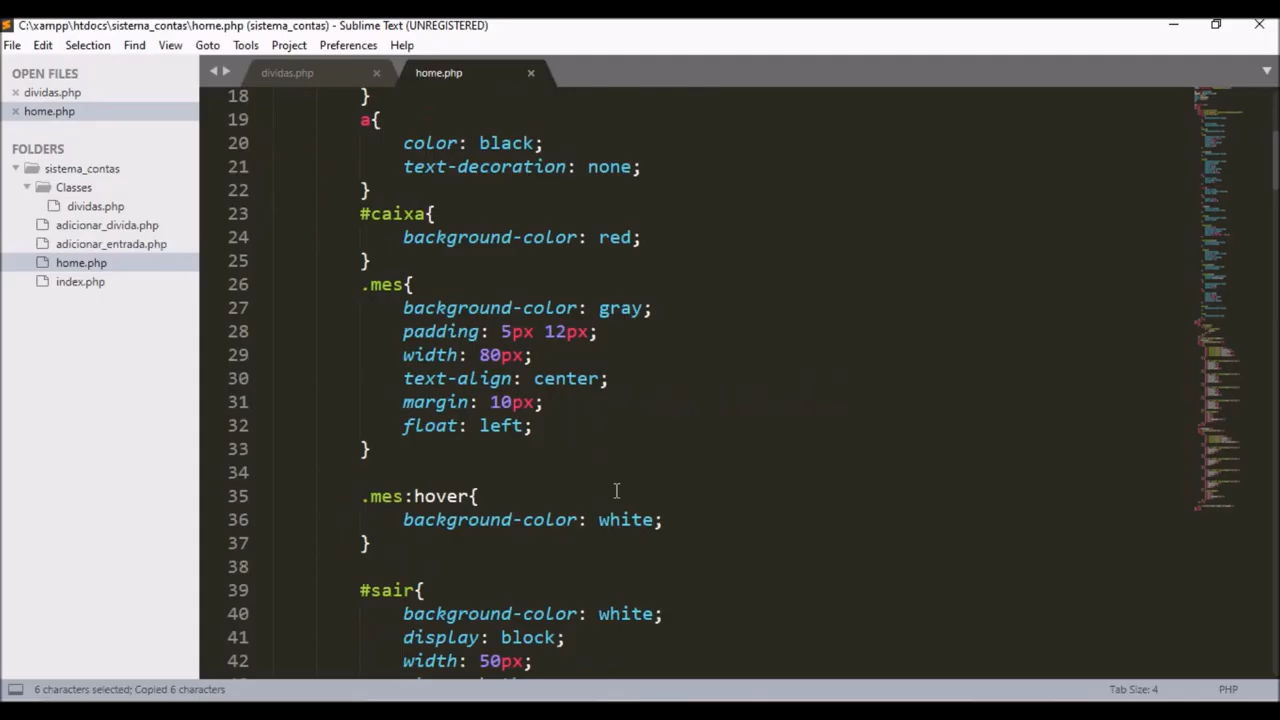 C:\xampp\htdocs\sistema_contas\home.php (sistema_contas) - Sublime Text (UNREGISTERED)
File Edit Selection Find View Goto Tools Project Preferences Help
OPEN FILES
dividas.php
home.php
FOLDERS
sistema_contas
Classes
dividas.php
adicionar_divida.php
adicionar_entrada.php
home.php
index.php
dividas.php home.php
18 }
19 a{
20 color: black;
21 text-decoration: none;
22 }
23 #caixa{
24 background-color: red;
25 }
26 .mes{
27 background-color: gray;
28 padding: 5px 12px;
29 width: 80px;
30 text-align: center;
31 margin: 10px;
32 float: left;
33 }
34
35 .mes:hover{
36 background-color: white;
37 }
38
39 #sair{
40 background-color: white;
41 display: block;
42 width: 50px;
6 characters selected; Copied 6 characters Tab Size: 4 PHP